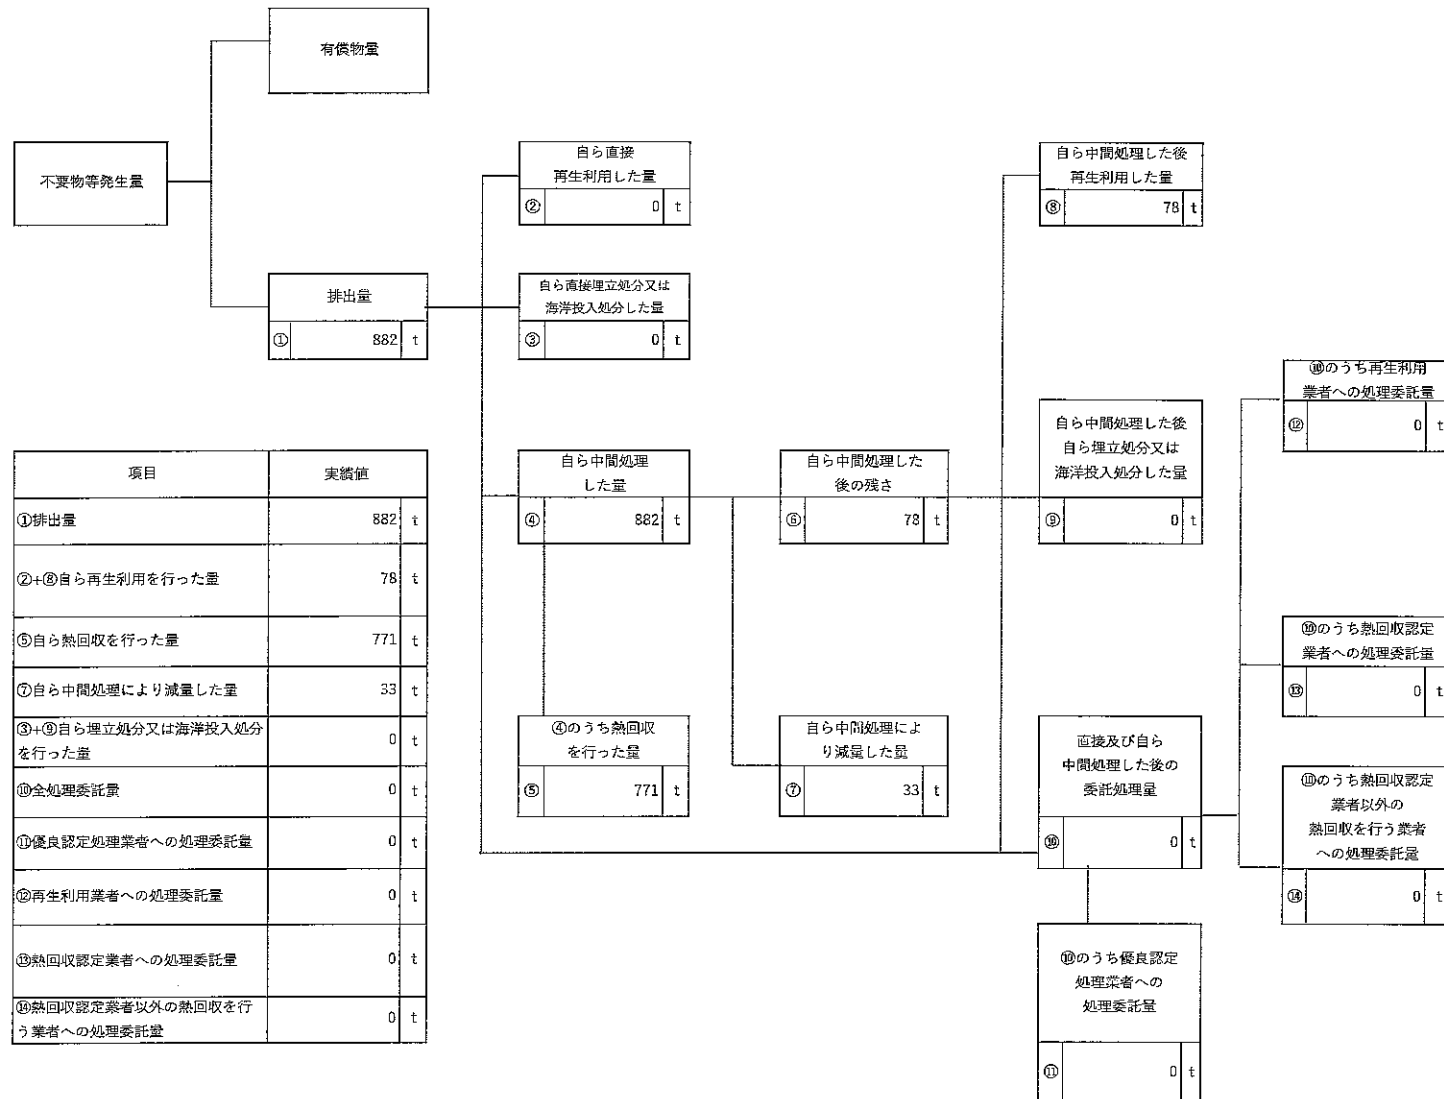 有償物量
不要物等発生量
排出量
① 882 t
自ら直接
再生利用した量
② 0 t
自ら直接埋立処分又は
海洋投入処分した量
③ 0 t
自ら中間処理
した量
④ 882 t
④のうち熱回収
を行った量
⑤ 771 t
自ら中間処理した
後の残さ
⑥ 78 t
自ら中間処理によ
り減量した量
⑦ 33 t
自ら中間処理した後
再生利用した量
⑧ 78 t
自ら中間処理した後
自ら埋立処分又は
海洋投入処分した量
⑨ 0 t
直接及び自ら
中間処理した後の
委託処理量
⑩ 0 t
⑩のうち優良認定
処理業者への
処理委託量
⑪ 0 t
⑩のうち再生利用
業者への処理委託量
⑫ 0 t
⑩のうち熱回収認定
業者への処理委託量
⑬ 0 t
⑩のうち熱回収認定
業者以外の
熱回収を行う業者
への処理委託量
⑭ 0 t
項目 実績値
①排出量 882 t
②+⑧自ら再生利用を行った量 78 t
⑤自ら熱回収を行った量 771 t
⑦自ら中間処理により減量した量 33 t
③+⑨自ら埋立処分又は海洋投入処分
を行った量 0 t
⑩全処理委託量 0 t
⑪優良認定処理業者への処理委託量 0 t
⑫再生利用業者への処理委託量 0 t
⑬熱回収認定業者への処理委託量 0 t
⑭熱回収認定業者以外の熱回収を行
う業者への処理委託量 0 t